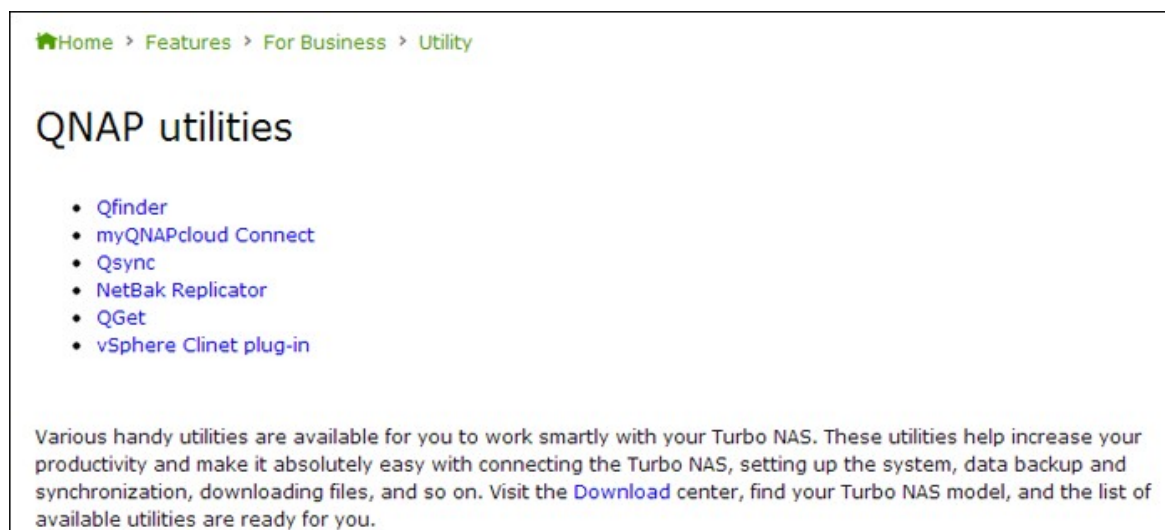 Home > Features > For Business > Utility
QNAP utilities
• Qfinder
• myQNAPcloud Connect
• Qsync
• NetBak Replicator
• QGet
• vSphere Clinet plug-in
Various handy utilities are available for you to work smartly with your Turbo NAS. These utilities help increase your
productivity and make it absolutely easy with connecting the Turbo NAS, setting up the system, data backup and
synchronization, downloading files, and so on. Visit the Download center, find your Turbo NAS model, and the list of
available utilities are ready for you.